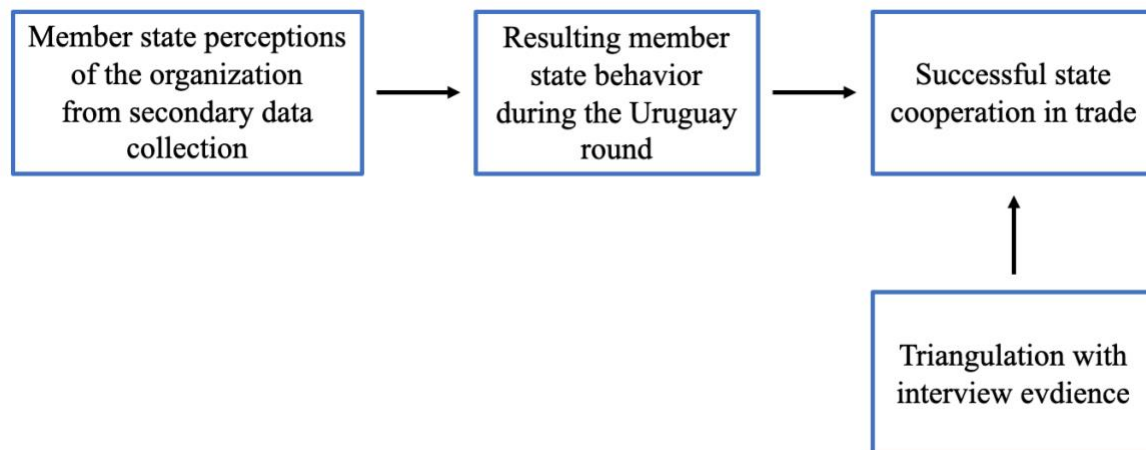 Member state perceptions
of the organization
from secondary data
collection
Resulting member
state behavior
during the Uruguay
round
Successful state
cooperation in trade
Triangulation with
interview evdience